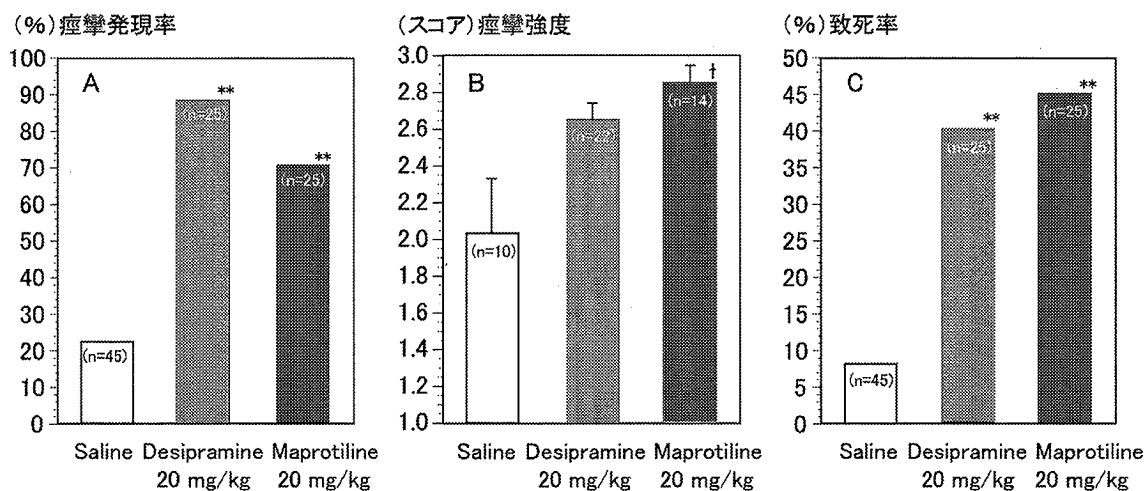 (%)痙攣発現率
A
100
90
80
70
60
50
40
30
20
10
0
(n=45)
(n=25)
**
(n=25)
**
Saline
Desipramine
20 mg/kg
Maprotiline
20 mg/kg
(スコア)痙攣強度
B
3.0
2.8
2.6
2.4
2.2
2.0
1.8
1.6
1.4
1.2
1.0
(n=10)
(n=22)
(n=14)
†
Saline
Desipramine
20 mg/kg
Maprotiline
20 mg/kg
(%)致死率
C
50
45
40
35
30
25
20
15
10
5
0
(n=45)
(n=25)
**
(n=25)
**
Saline
Desipramine
20 mg/kg
Maprotiline
20 mg/kg